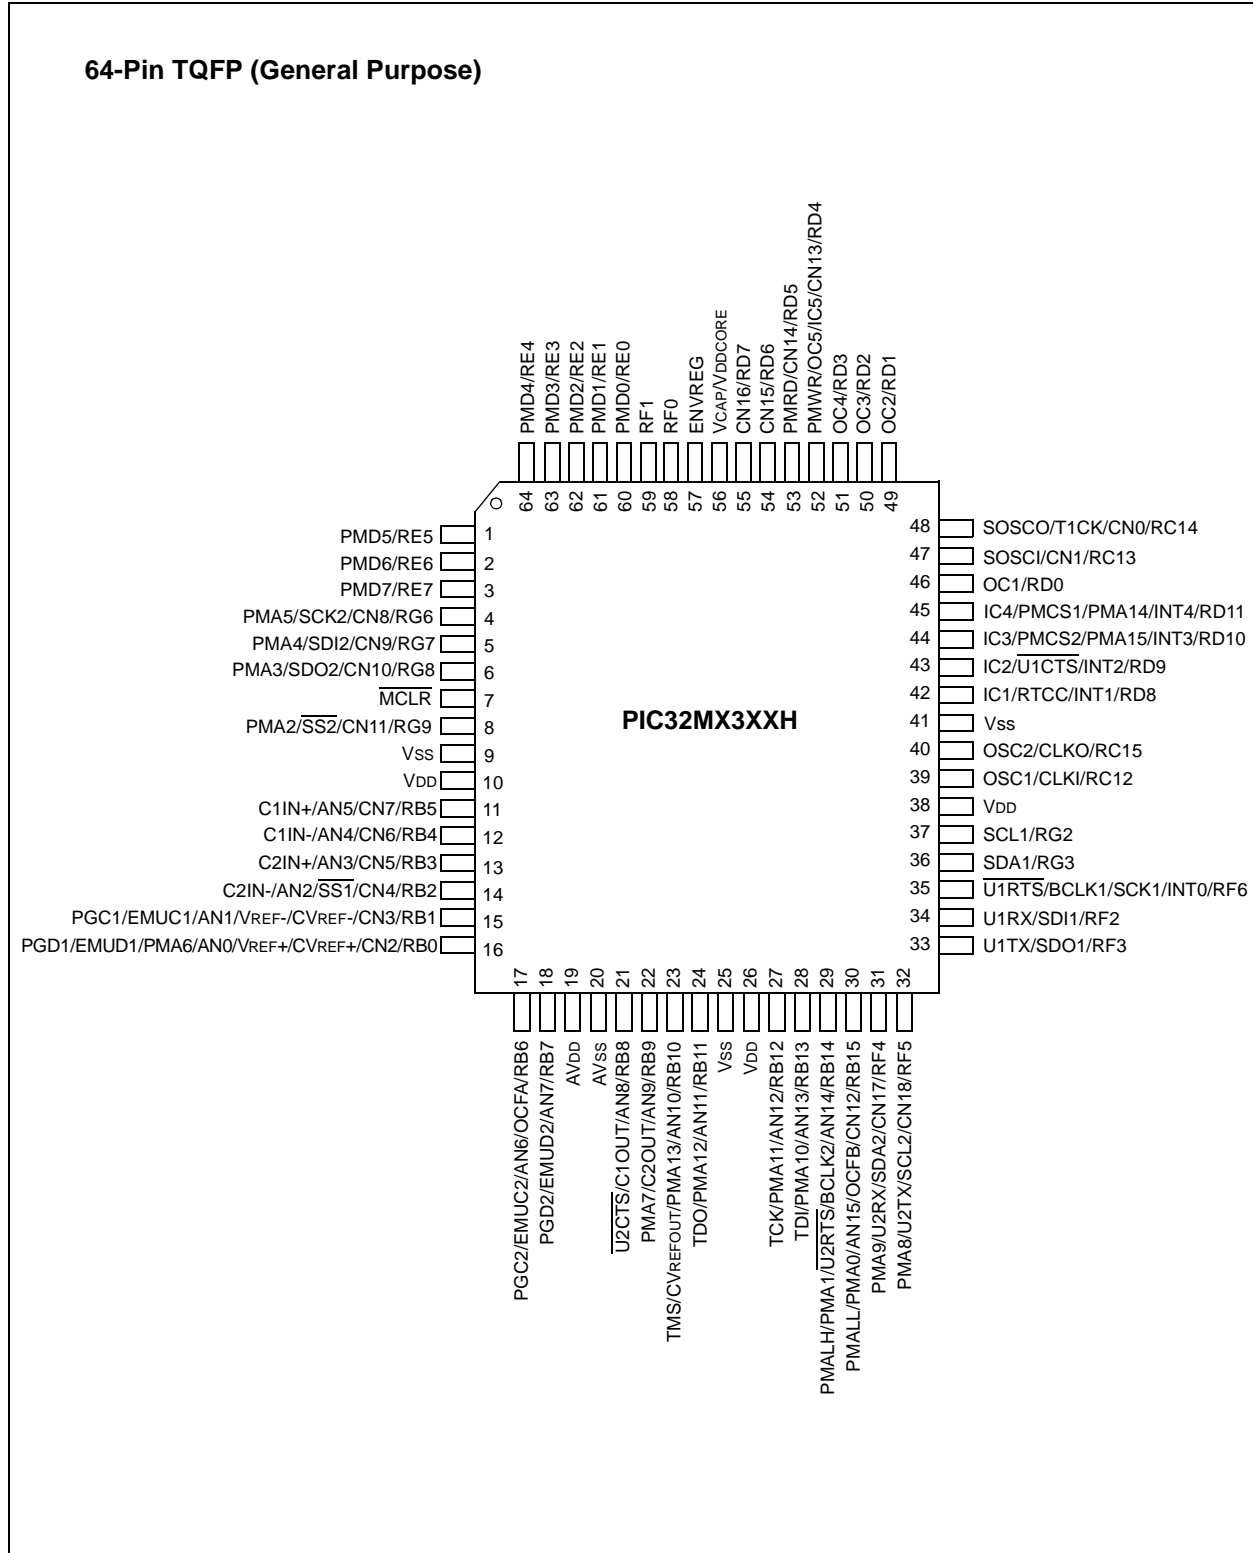 64-Pin TQFP (General Purpose)
PMD4/RE4
PMD3/RE3
PMD2/RE2
PMD1/RE1
PMD0/RE0
RF1
RF0
ENVREG
VCAP/VDDCORE
CN16/RD7
CN15/RD6
PMRD/CN14/RD5
PMWR/OC5/IC5/CN13/RD4
OC4/RD3
OC3/RD2
OC2/RD1
64
63
62
61
60
59
58
57
56
55
54
53
52
51
50
49
PMD5/RE5 1
PMD6/RE6 2
PMD7/RE7 3
PMA5/SCK2/CN8/RG6 4
PMA4/SDI2/CN9/RG7 5
PMA3/SDO2/CN10/RG8 6
MCLR 7
PMA2/SS2/CN11/RG9 8
VSS 9
VDD 10
C1IN+/AN5/CN7/RB5 11
C1IN-/AN4/CN6/RB4 12
C2IN+/AN3/CN5/RB3 13
C2IN-/AN2/SS1/CN4/RB2 14
PGC1/EMUC1/AN1/VREF-/CVREF-/CN3/RB1 15
PGD1/EMUD1/PMA6/AN0/VREF+/CVREF+/CN2/RB0 16
PIC32MX3XXH
48 SOSCO/T1CK/CN0/RC14
47 SOSCI/CN1/RC13
46 OC1/RD0
45 IC4/PMCS1/PMA14/INT4/RD11
44 IC3/PMCS2/PMA15/INT3/RD10
43 IC2/U1CTS/INT2/RD9
42 IC1/RTCC/INT1/RD8
41 Vss
40 OSC2/CLKO/RC15
39 OSC1/CLKI/RC12
38 VDD
37 SCL1/RG2
36 SDA1/RG3
35 U1RTS/BCLK1/SCK1/INT0/RF6
34 U1RX/SDI1/RF2
33 U1TX/SDO1/RF3
17
18
19
20
21
22
23
24
25
26
27
28
29
30
31
32
PGC2/EMUC2/AN6/OCFA/RB6
PGD2/EMUD2/AN7/RB7
AVDD
AVSS
U2CTS/C1OUT/AN8/RB8
PMA7/C2OUT/AN9/RB9
TMS/CVREFOUT/PMA13/AN10/RB10
TDO/PMA12/AN11/RB11
VSS
VDD
TCK/PMA11/AN12/RB12
TDI/PMA10/AN13/RB13
PMALH/PMA1/U2RTS/BCLK2/AN14/RB14
PMALL/PMA0/AN15/OCFB/CN12/RB15
PMA9/U2RX/SDA2/CN17/RF4
PMA8/U2TX/SCL2/CN18/RF5